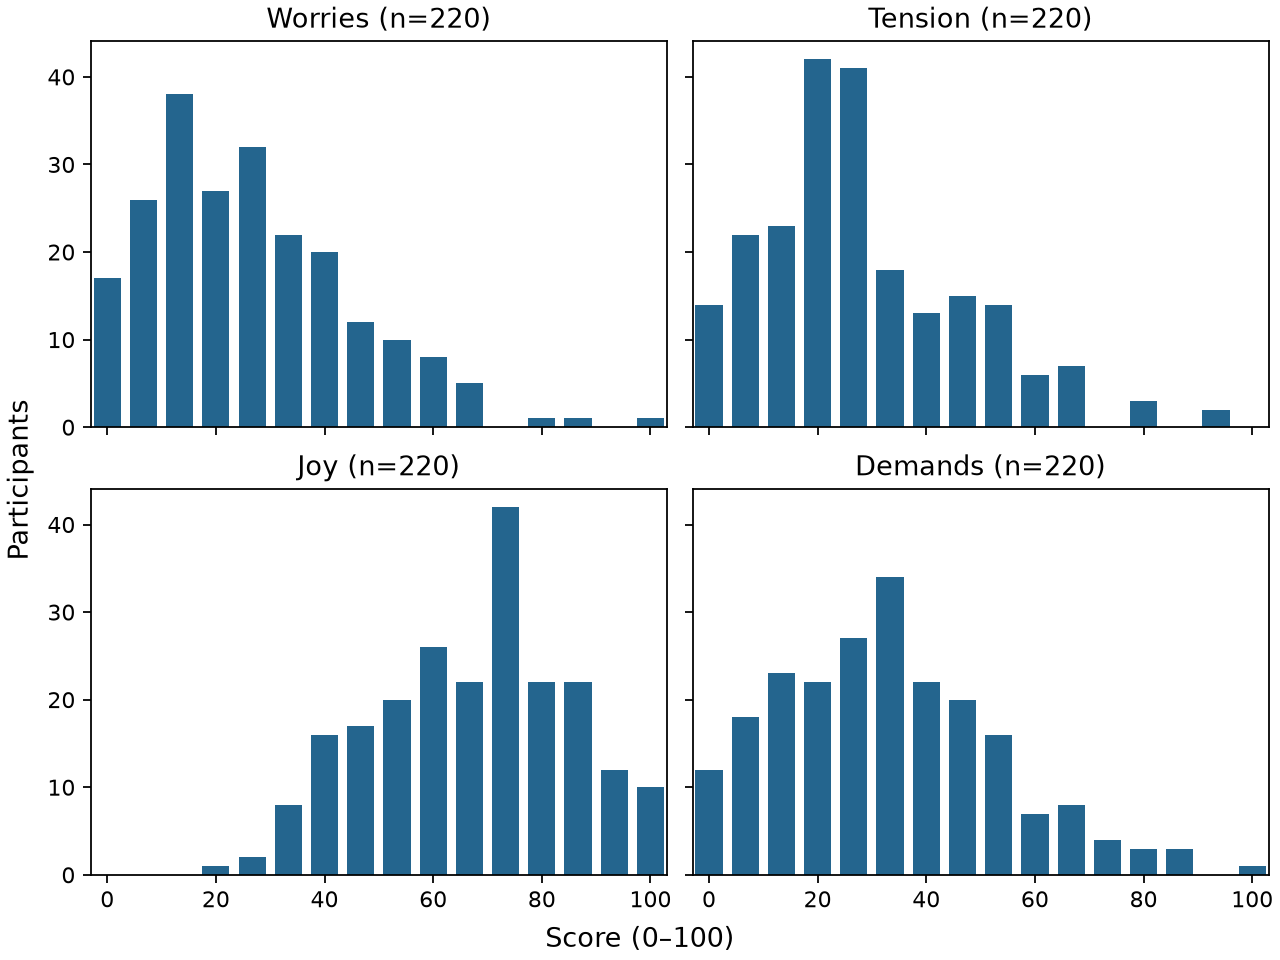 Worries (n=220)
Tension (n=220)
40
30
20
10
0
Joy (n=220)
Demands (n=220)
Participants
40
30
20
10
0
0 20 40 60 80 100
0 20 40 60 80 100
Score (0–100)